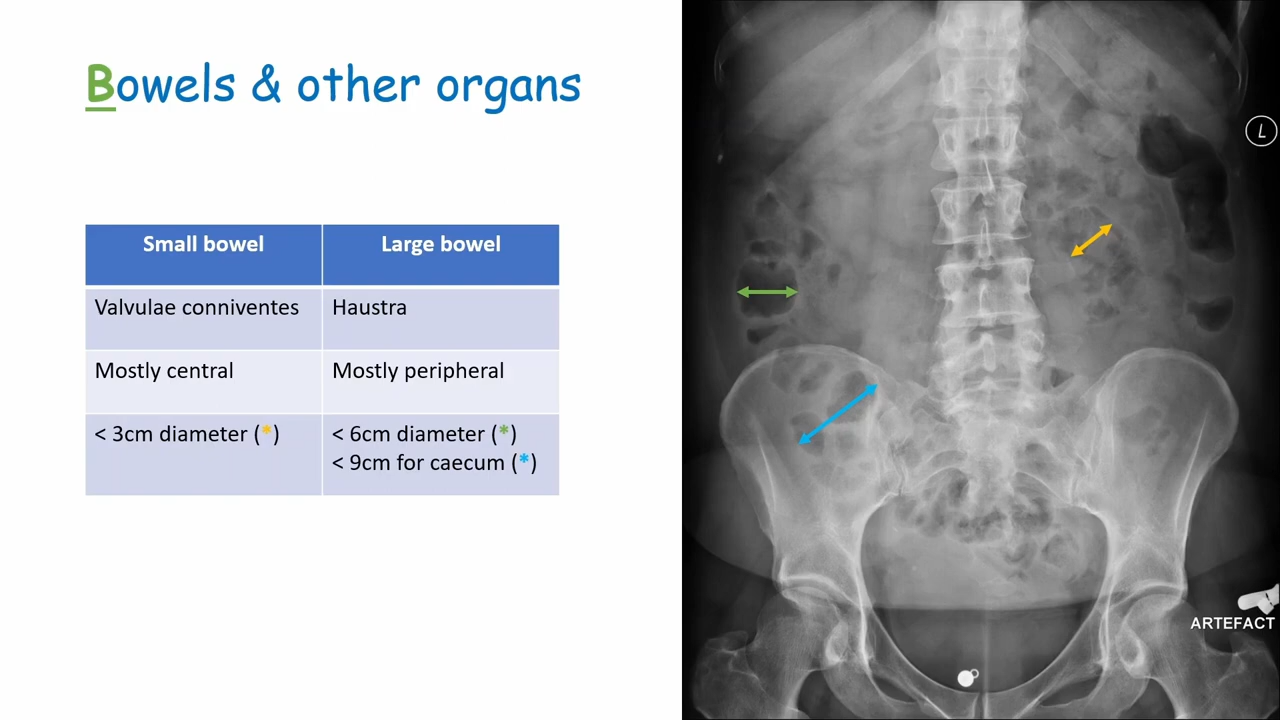 Bowels & other organs
Small bowel
Large bowel
Valvulae conniventes
Haustra
Mostly central
Mostly peripheral
< 3cm diameter (*)
< 6cm diameter (*)
< 9cm for caecum (*)
L
ARTEFACT